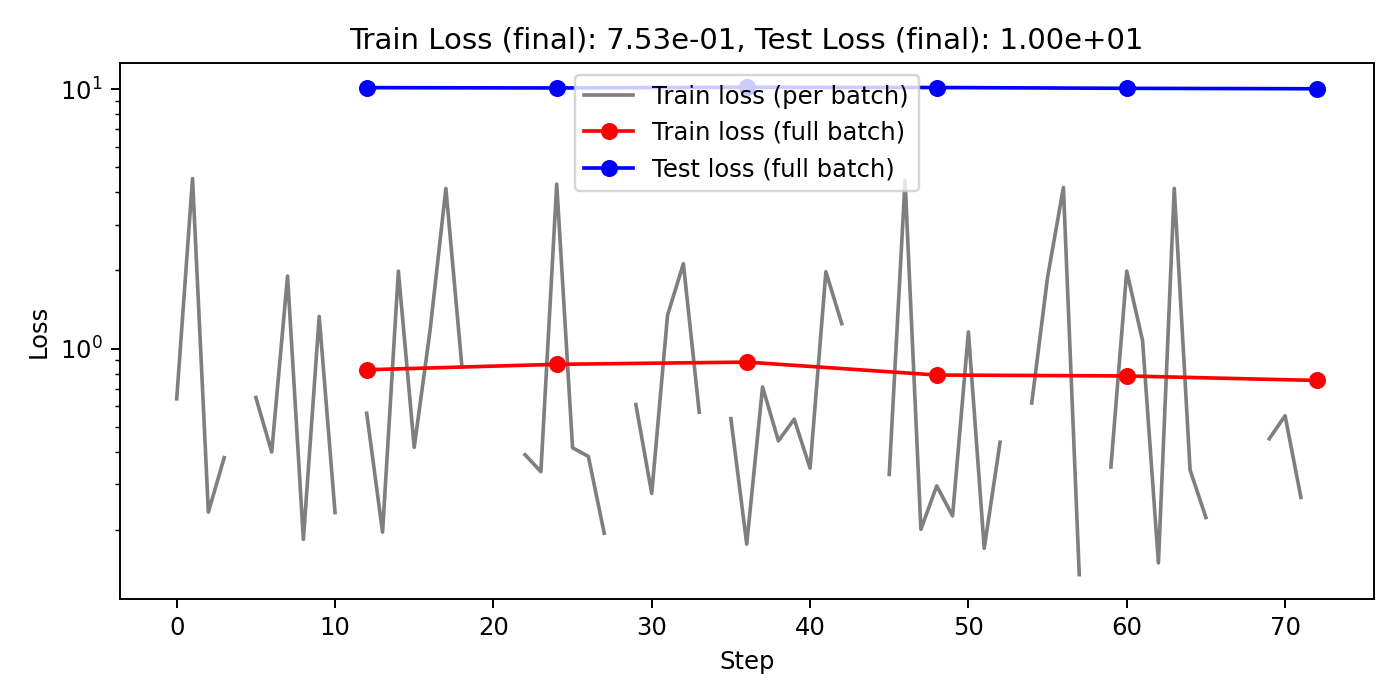 Train Loss (final): 7.53e-01, Test Loss (final): 1.00e+01
10¹
10⁰
Loss
Train loss (per batch)
Train loss (full batch)
Test loss (full batch)
0 10 20 30 40 50 60 70
Step